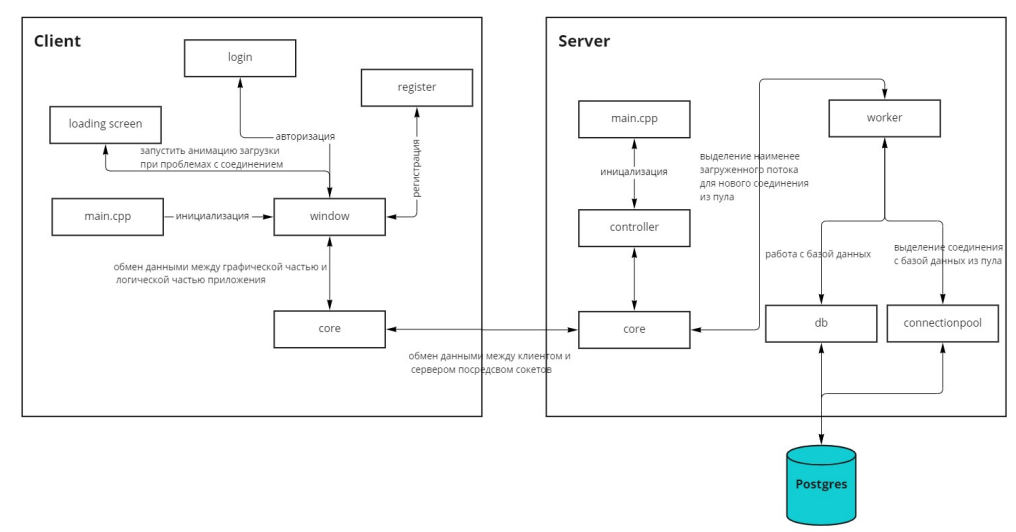 Client
login
register
loading screen
авторизация
запустить анимацию загрузки
при проблемах с соединением
регистрация
main.cpp
инициализация
window
обмен данными между графической частью и
логической частью приложения
core
обмен данными между клиентом и
сервером посредсвом сокетов
Server
main.cpp
worker
иницализация
выделение наименее
загруженного потока
для нового соединения
из пула
controller
работа с базой данных
выделение соединения
с базой данных из пула
core
db
connectionpool
Postgres